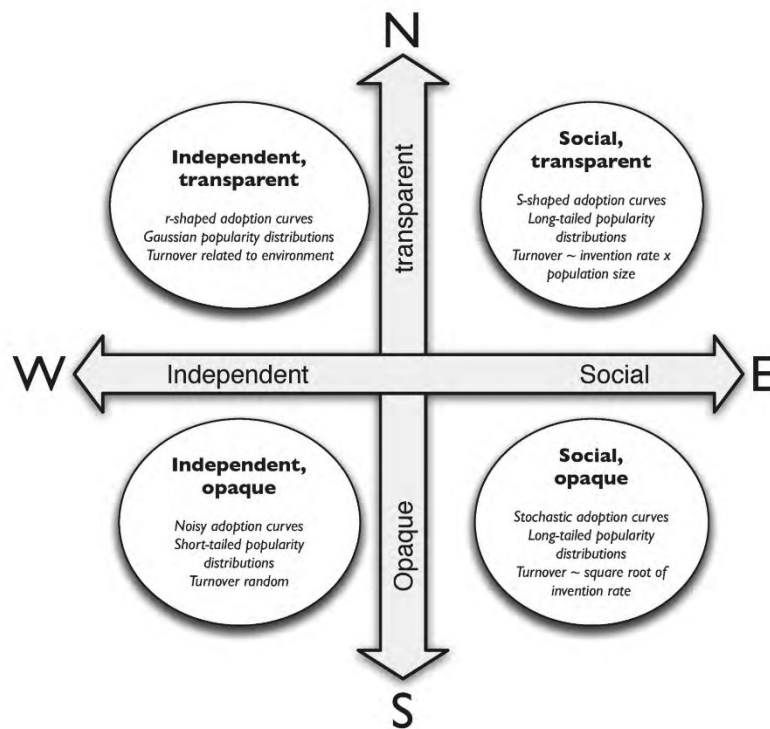 N
transparent
Independent,
transparent
r-shaped adoption curves
Gaussian popularity distributions
Turnover related to environment
Social,
transparent
S-shaped adoption curves
Long-tailed popularity
distributions
Turnover ~ invention rate x
population size
W
Independent
Social
E
Independent,
opaque
Noisy adoption curves
Short-tailed popularity
distributions
Turnover random
Opaque
Social,
opaque
Stochastic adoption curves
Long-tailed popularity
distributions
Turnover ~ square root of
invention rate
S